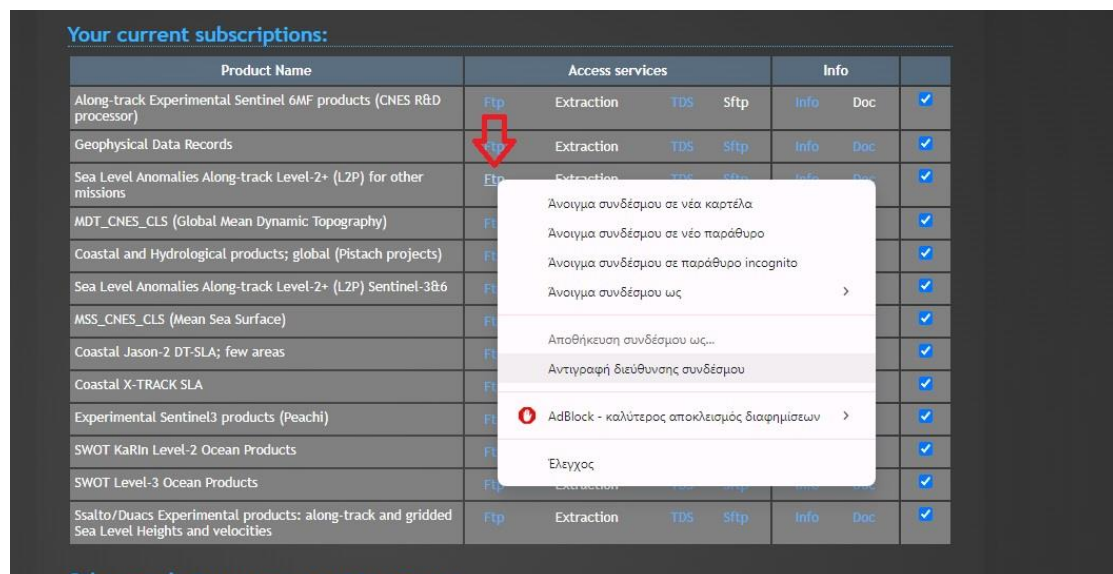 Your current subscriptions:
Product Name Access services Info
Along-track Experimental Sentinel 6MF products (CNES R&D Ftp Extraction TDS Sftp Info Doc
processor)
Geophysical Data Records Extraction TDS Sftp Info Doc
Sea Level Anomalies Along-track Level-2+ (L2P) for other Ftp Extraction
missions
Άνοιγμα συνδέσμου σε νέα καρτέλα
MDT_CNES_CLS (Global Mean Dynamic Topography)
Άνοιγμα συνδέσμου σε νέο παράθυρο
Coastal and Hydrological products; global (Pistach projects)
Άνοιγμα συνδέσμου σε παράθυρο incognito
Sea Level Anomalies Along-track Level-2+ (L2P) Sentinel-3&6
Άνοιγμα συνδέσμου ως
MSS_CNES_CLS (Mean Sea Surface)
Αποθήκευση συνδέσμου ως...
Coastal Jason-2 DT-SLA; few areas
Αντιγραφή διεύθυνσης συνδέσμου
Coastal X-TRACK SLA
Experimental Sentinel3 products (Peachi)
AdBlock - καλύτερος αποκλεισμός διαφημίσεων
SWOT KaRIn Level-2 Ocean Products
Έλεγχος
SWOT Level-3 Ocean Products
Ssalto/Duacs Experimental products: along-track and gridded Ftp Extraction TDS Sftp Info Doc
Sea Level Heights and velocities